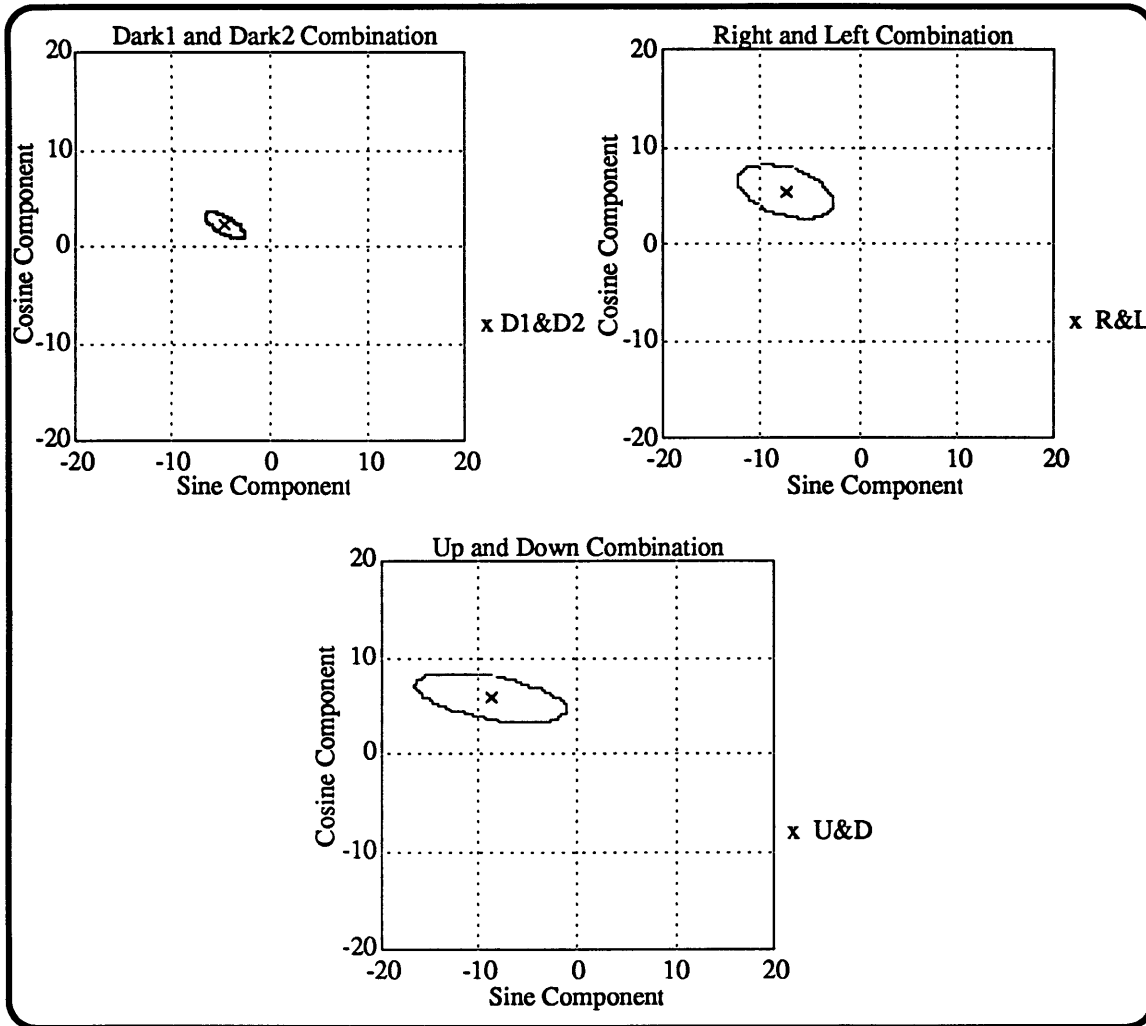 Dark1 and Dark2 Combination
20
10
0
-10
-20
Cosine Component
-20 -10 0 10 20
Sine Component
x D1&D2
Right and Left Combination
20
10
0
-10
-20
Cosine Component
-20 -10 0 10 20
Sine Component
x R&L
Up and Down Combination
20
10
0
-10
-20
Cosine Component
-20 -10 0 10 20
Sine Component
x U&D